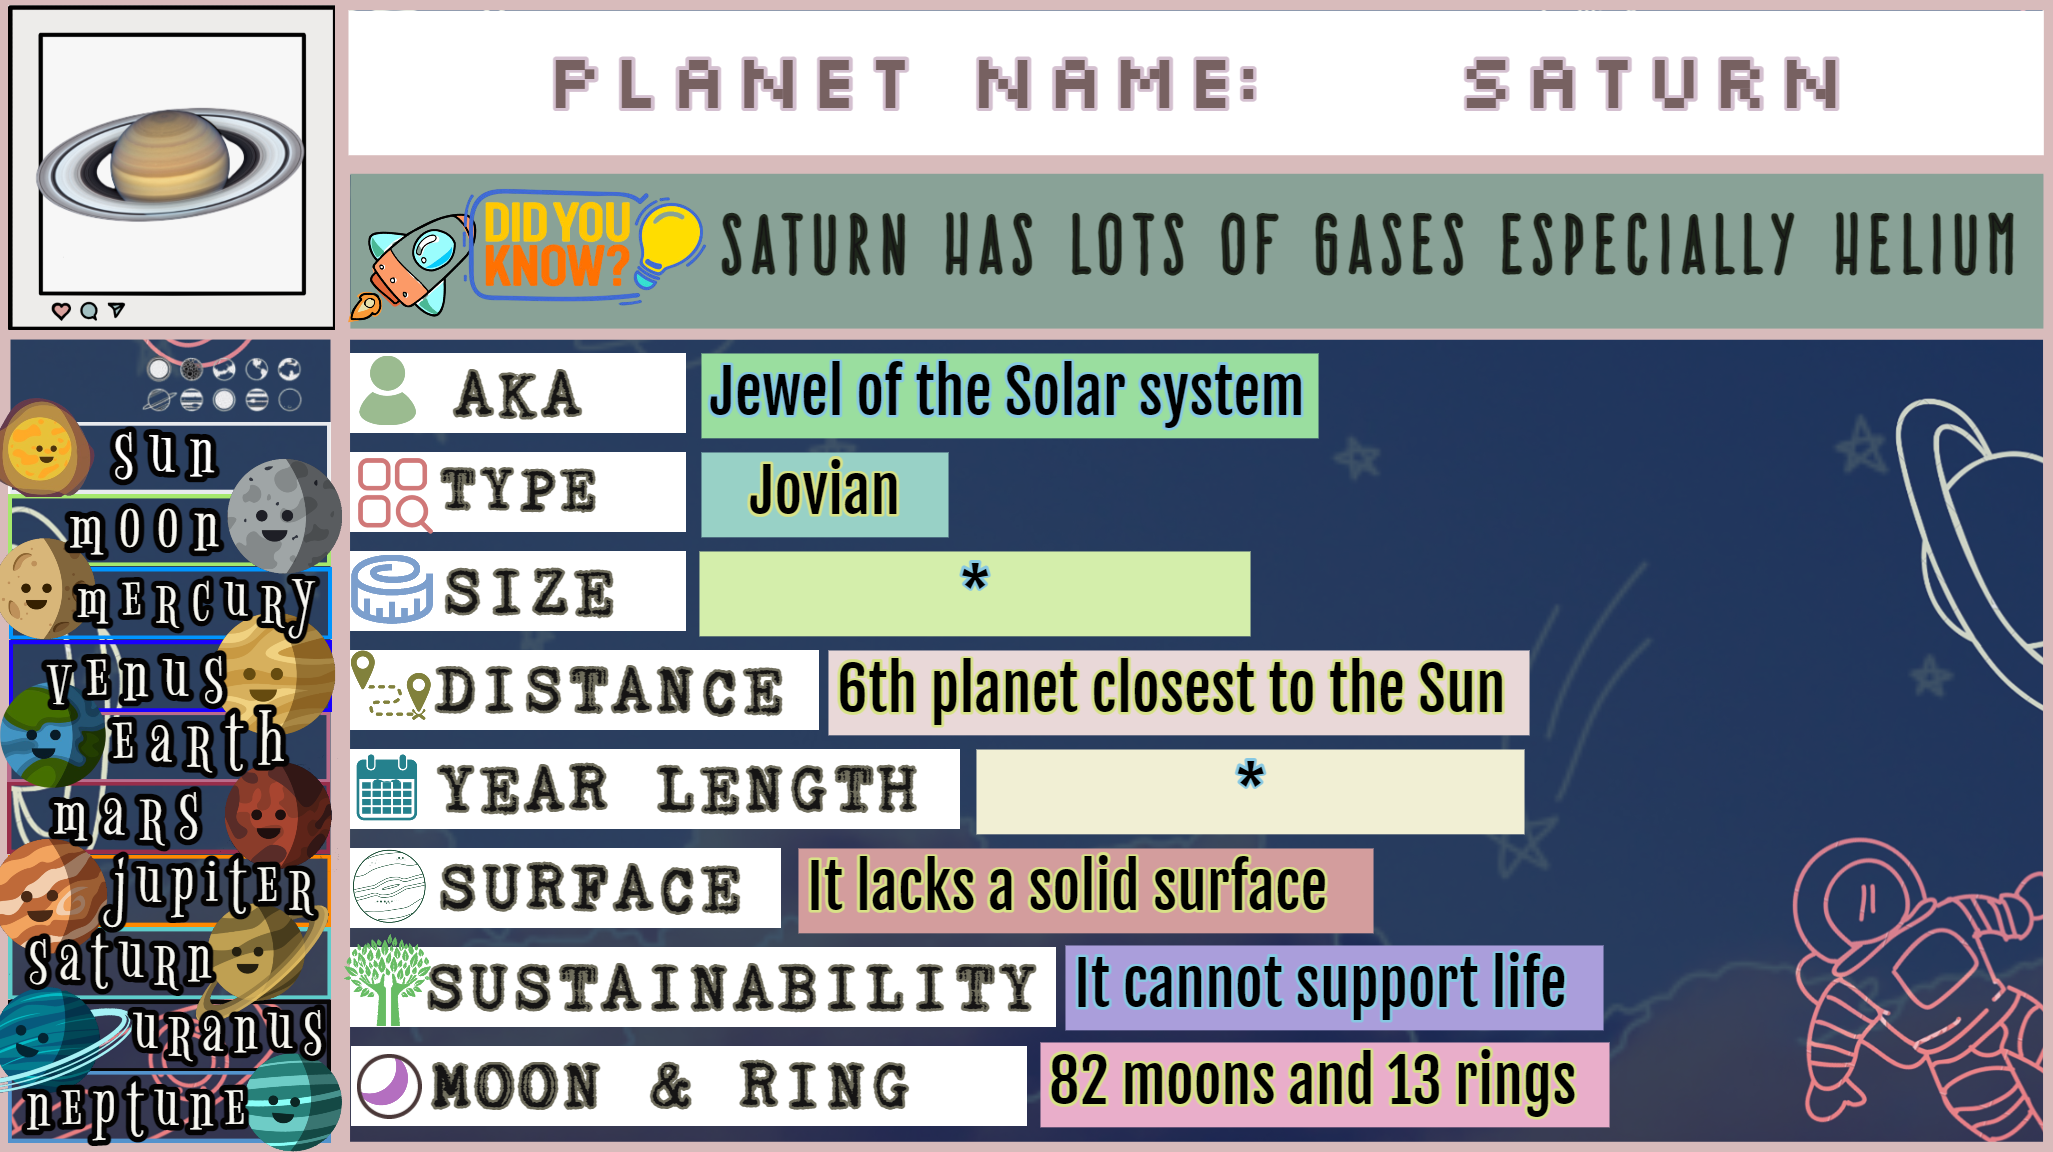 PLANET NAME: SATURN
DID YOU
KNOW?
SATURN HAS LOTS OF GASES ESPECIALLY HELIUM
AKA Jewel of the Solar system
TYPE Jovian
SIZE *
DISTANCE 6th planet closest to the Sun
YEAR LENGTH *
SURFACE It lacks a solid surface
SUSTAINABILITY It cannot support life
MOON & RING 82 moons and 13 rings
sun
moon
mERcuRy
vEnus
EaRth
maRs
jupitER
satuRn
uRanus
nEptunE